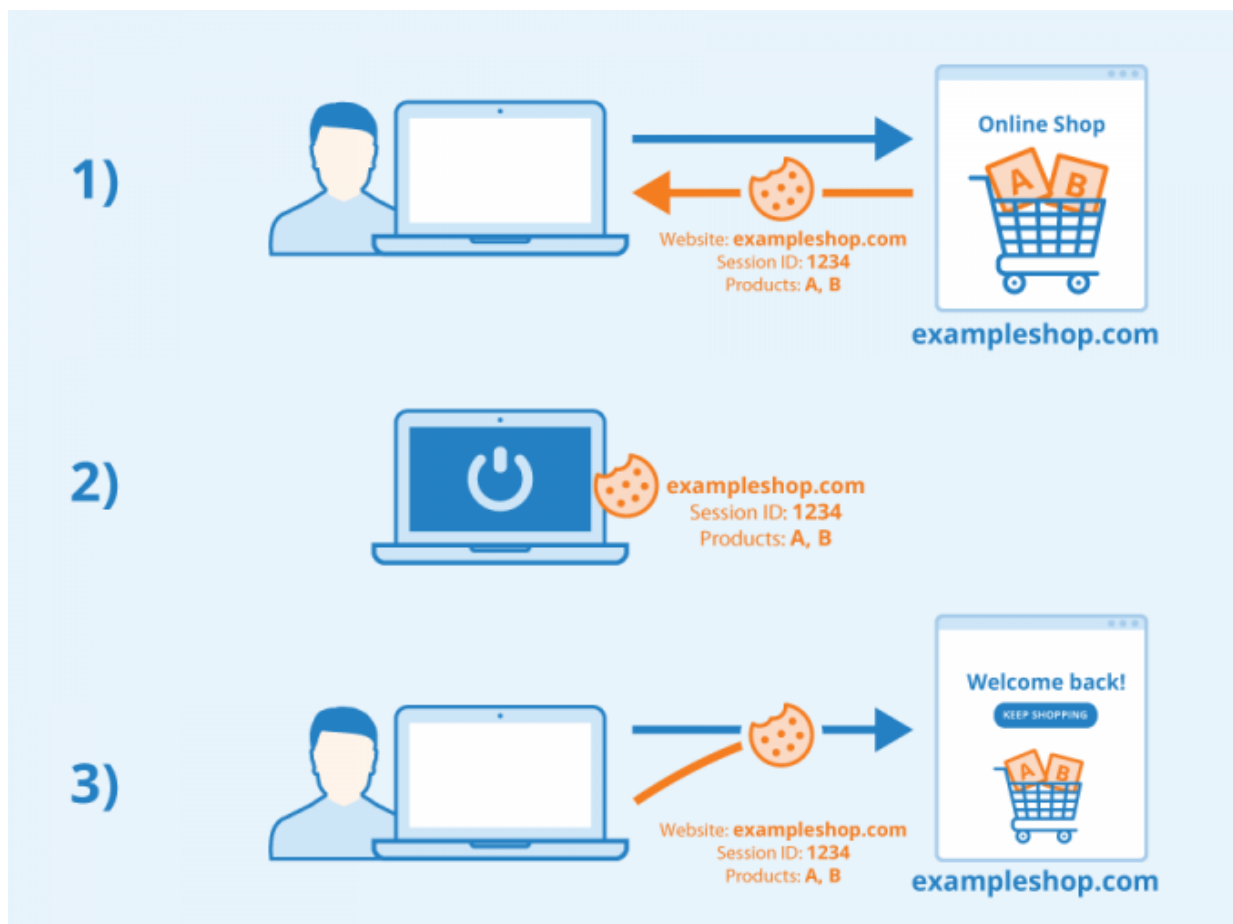 1)
Online Shop
A B
Website: exampleshop.com
Session ID: 1234
Products: A, B
exampleshop.com
2)
exampleshop.com
Session ID: 1234
Products: A, B
3)
Welcome back!
KEEP SHOPPING
A B
Website: exampleshop.com
Session ID: 1234
Products: A, B
exampleshop.com